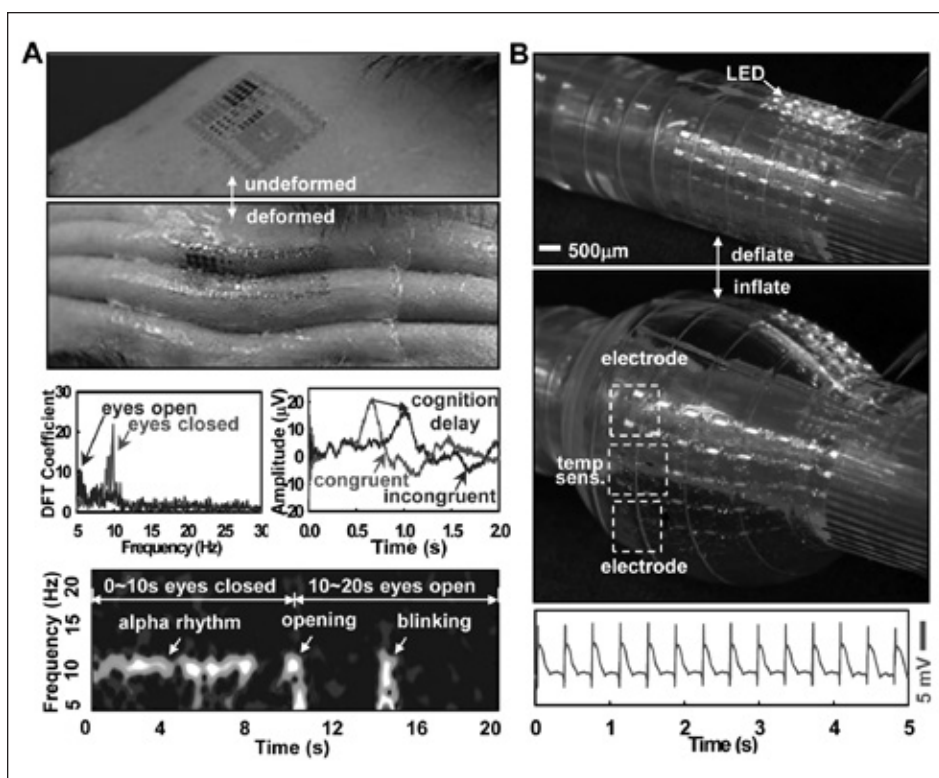 A
undeformed
deformed
30
20
10
0
DFT Coefficient
eyes open
eyes closed
5 10 15 20 25 30
Frequency (Hz)
20
10
0
-10
-20
Amplitude (μV)
cognition
delay
congruent
incongruent
0.0 0.5 1.0 1.5 2.0
Time (s)
20
15
10
5
Frequency (Hz)
0~10s eyes closed
10~20s eyes open
alpha rhythm
opening
blinking
0 4 8 12 16 20
Time (s)
B
LED
500μm
deflate
inflate
electrode
temp
sens.
electrode
5 mV
0 1 2 3 4 5
Time (s)